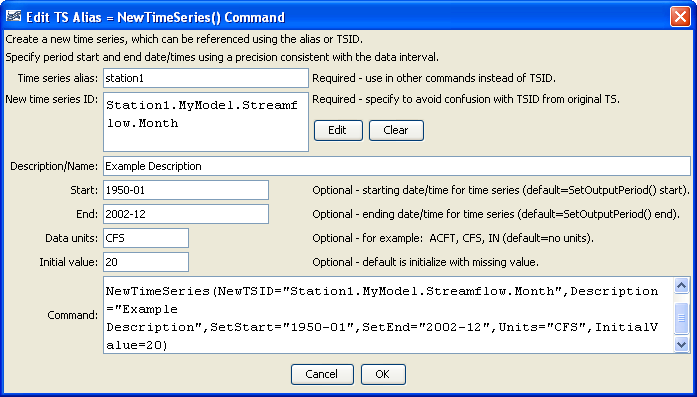 Edit TS Alias = NewTimeSeries() Command
Create a new time series, which can be referenced using the alias or TSID.
Specify period start and end date/times using a precision consistent with the data interval.
Time series alias: station1 Required - use in other commands instead of TSID.
New time series ID: Station1.MyModel.Streamf Required - specify to avoid confusion with TSID from original TS.
low.Month
Edit Clear
Description/Name: Example Description
Start: 1950-01 Optional - starting date/time for time series (default=SetOutputPeriod() start).
End: 2002-12 Optional - ending date/time for time series (default=SetOutputPeriod() end).
Data units: CFS Optional - for example: ACFT, CFS, IN (default=no units).
Initial value: 20 Optional - default is initialize with missing value.
Command: NewTimeSeries(NewTSID="Station1.MyModel.Streamflow.Month",Description
="Example
Description",SetStart="1950-01",SetEnd="2002-12",Units="CFS",InitialV
alue=20)
Cancel OK